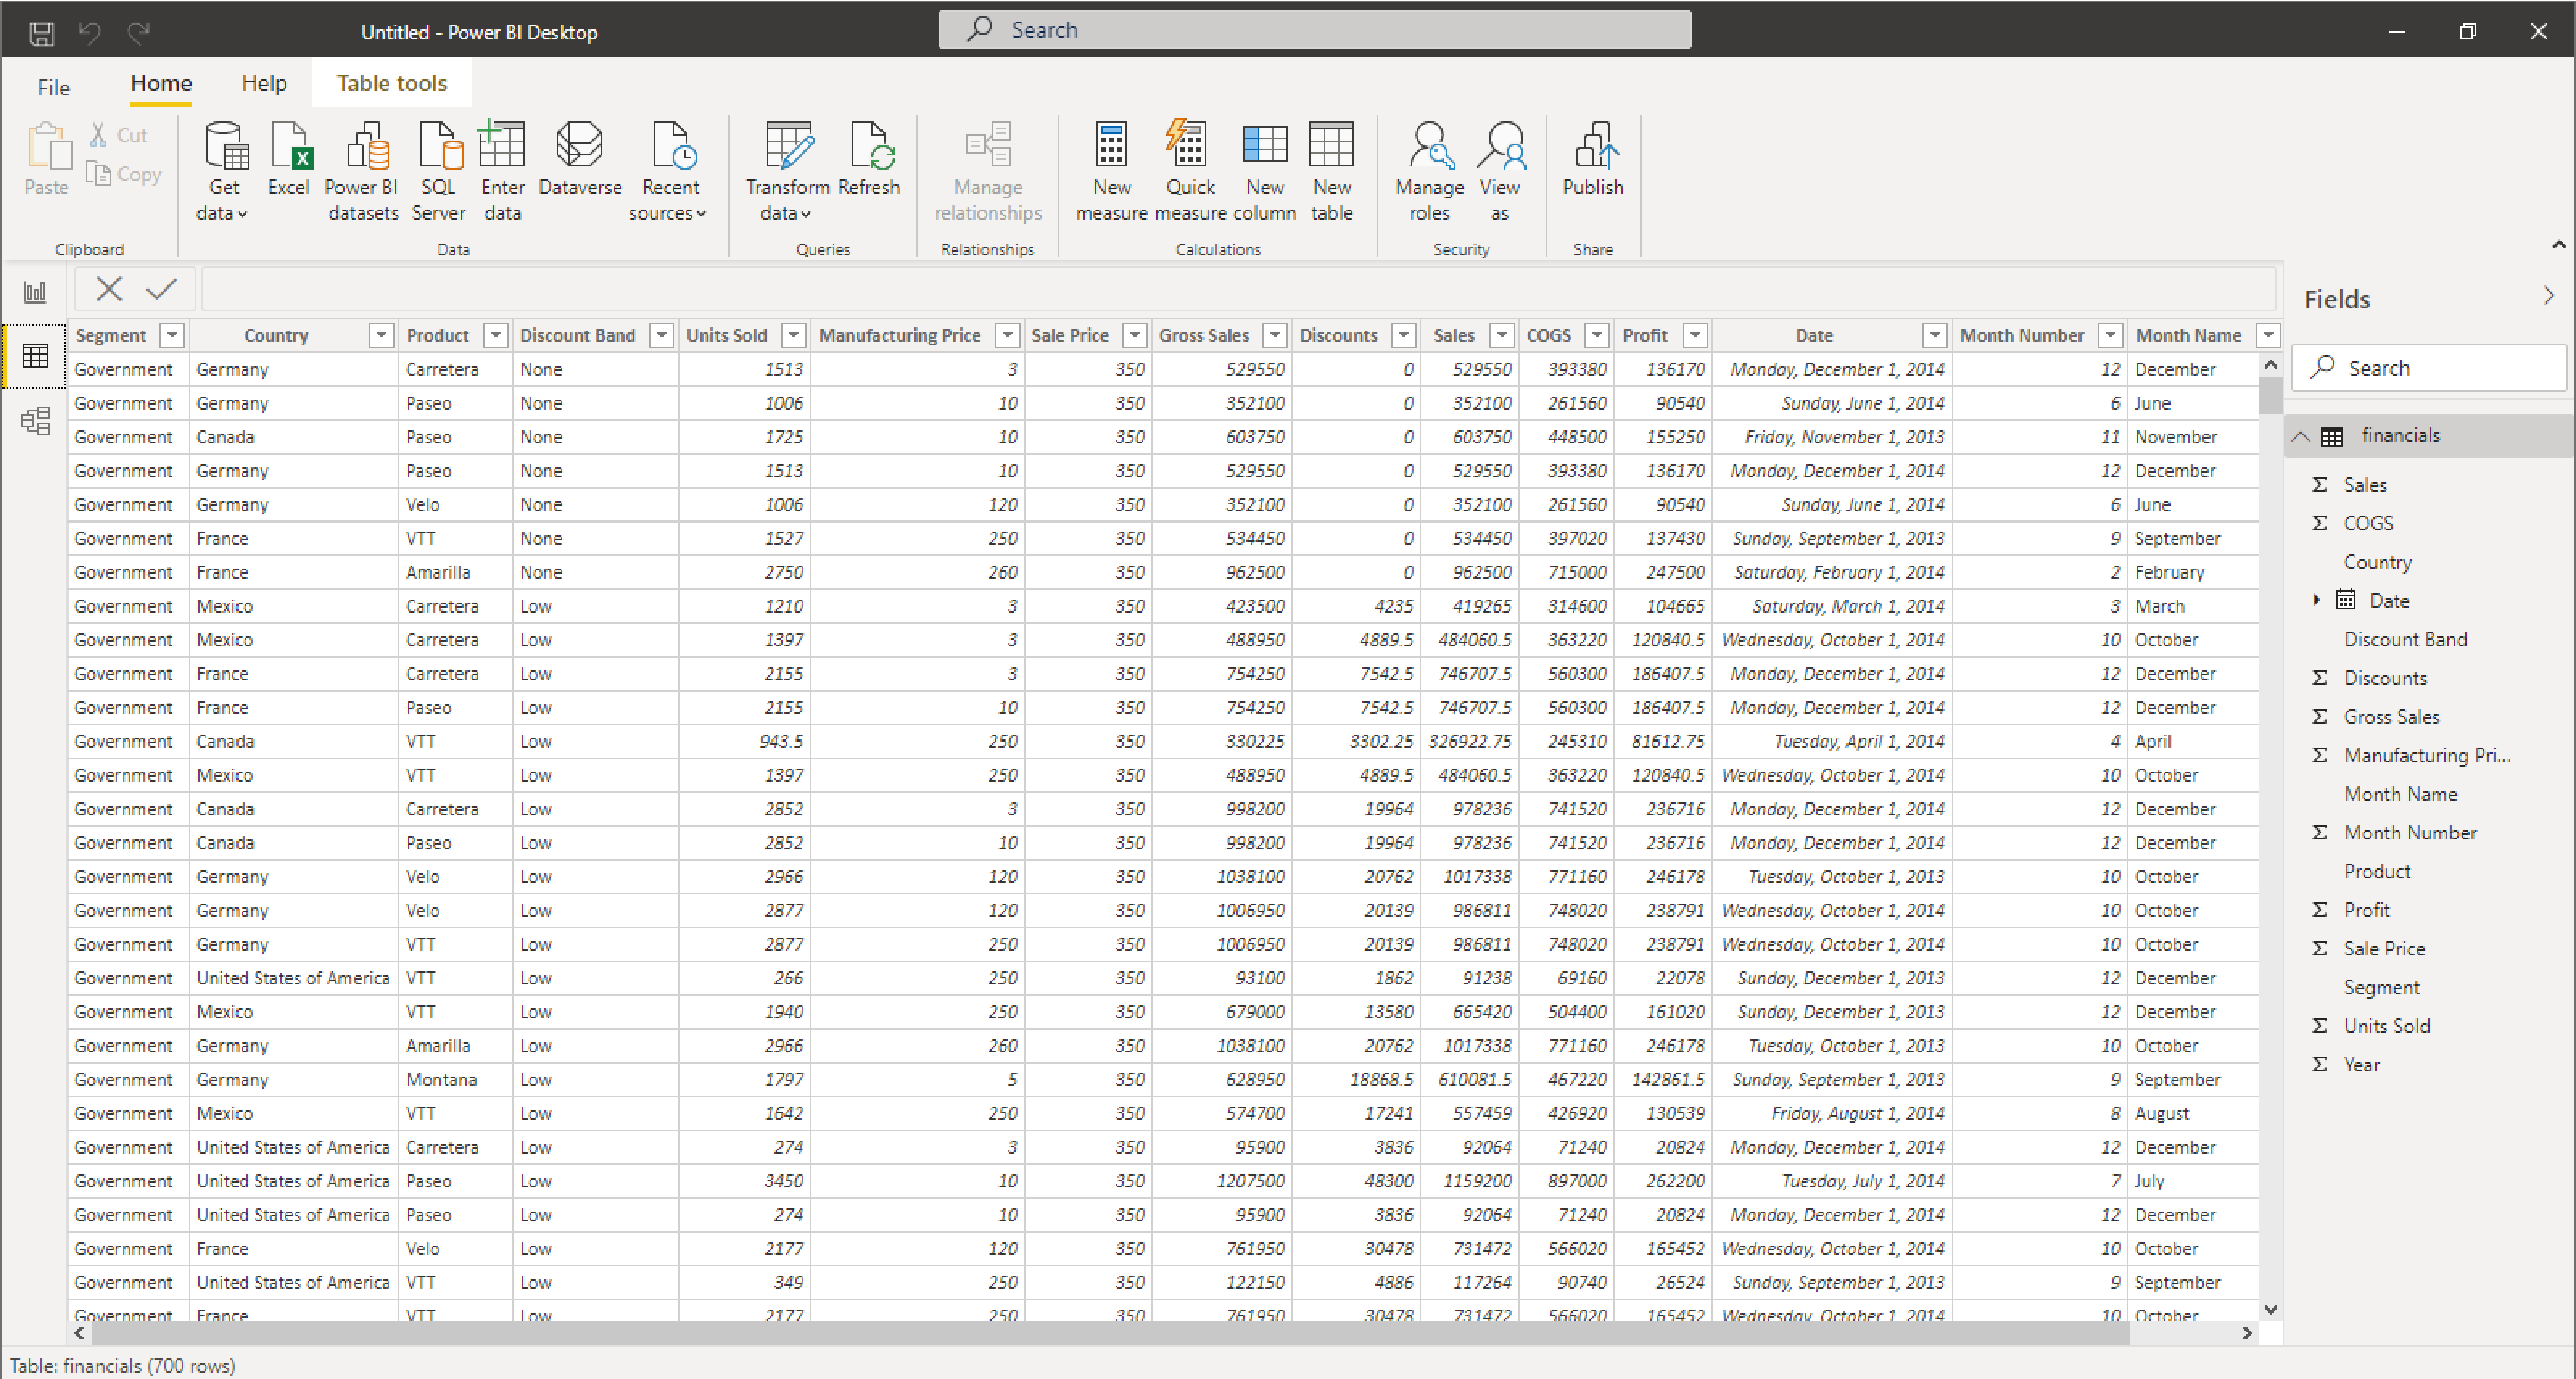 Untitled - Power BI Desktop
Search
File Home Help Table tools
Paste
Cut
Copy
Get data
Excel
Power BI datasets
SQL Server
Enter data
Dataverse
Recent sources
Transform data
Refresh
Manage relationships
New measure
Quick measure
New column
New table
Manage roles
View as
Publish
Clipboard Data Queries Relationships Calculations Security Share
Segment Country Product Discount Band Units Sold Manufacturing Price Sale Price Gross Sales Discounts Sales COGS Profit Date Month Number Month Name
Government Germany Carretera None 1513 3 350 529550 0 529550 393380 136170 Monday, December 1, 2014 12 December
Government Germany Paseo None 1006 10 350 352100 0 352100 261560 90540 Sunday, June 1, 2014 6 June
Government Canada Paseo None 1725 10 350 603750 0 603750 448500 155250 Friday, November 1, 2013 11 November
Government Germany Paseo None 1513 10 350 529550 0 529550 393380 136170 Monday, December 1, 2014 12 December
Government Germany Velo None 1006 120 350 352100 0 352100 261560 90540 Sunday, June 1, 2014 6 June
Government France VTT None 1527 250 350 534450 0 534450 397020 137430 Sunday, September 1, 2013 9 September
Government France Amarilla None 2750 260 350 962500 0 962500 715000 247500 Saturday, February 1, 2014 2 February
Government Mexico Carretera Low 1210 3 350 423500 4235 419265 314600 104665 Saturday, March 1, 2014 3 March
Government Mexico Carretera Low 1397 3 350 488950 4889.5 484060.5 363220 120840.5 Wednesday, October 1, 2014 10 October
Government France Carretera Low 2155 3 350 754250 7542.5 746707.5 560300 186407.5 Monday, December 1, 2014 12 December
Government France Paseo Low 2155 10 350 754250 7542.5 746707.5 560300 186407.5 Monday, December 1, 2014 12 December
Government Canada VTT Low 943.5 250 350 330225 3302.25 326922.75 245310 81612.75 Tuesday, April 1, 2014 4 April
Government Mexico VTT Low 1397 250 350 488950 4889.5 484060.5 363220 120840.5 Wednesday, October 1, 2014 10 October
Government Canada Carretera Low 2852 3 350 998200 19964 978236 741520 236716 Monday, December 1, 2014 12 December
Government Canada Paseo Low 2852 10 350 998200 19964 978236 741520 236716 Monday, December 1, 2014 12 December
Government Germany Velo Low 2966 120 350 1038100 20762 1017338 771160 246178 Tuesday, October 1, 2013 10 October
Government Germany Velo Low 2877 120 350 1006950 20139 986811 748020 238791 Wednesday, October 1, 2014 10 October
Government Germany VTT Low 2877 250 350 1006950 20139 986811 748020 238791 Wednesday, October 1, 2014 10 October
Government United States of America VTT Low 266 250 350 93100 1862 91238 69160 22078 Sunday, December 1, 2013 12 December
Government Mexico VTT Low 1940 250 350 679000 13580 665420 504400 161020 Sunday, December 1, 2013 12 December
Government Germany Amarilla Low 2966 260 350 1038100 20762 1017338 771160 246178 Tuesday, October 1, 2013 10 October
Government Germany Montana Low 1797 5 350 628950 18868.5 610081.5 467220 142861.5 Sunday, September 1, 2013 9 September
Government Mexico VTT Low 1642 250 350 574700 17241 557459 426920 130539 Friday, August 1, 2014 8 August
Government United States of America Carretera Low 274 3 350 95900 3836 92064 71240 20824 Monday, December 1, 2014 12 December
Government United States of America Paseo Low 3450 10 350 1207500 48300 1159200 897000 262200 Tuesday, July 1, 2014 7 July
Government United States of America Paseo Low 274 10 350 95900 3836 92064 71240 20824 Monday, December 1, 2014 12 December
Government France Velo Low 2177 120 350 761950 30478 731472 566020 165452 Wednesday, October 1, 2014 10 October
Government United States of America VTT Low 349 250 350 122150 4886 117264 90740 26524 Sunday, September 1, 2013 9 September
Government France VTT Low 2177 250 350 761950 30478 731472 566020 165452 Wednesday, October 1, 2014 10 October
Fields
Search
financials
Sales
COGS
Country
Date
Discount Band
Discounts
Gross Sales
Manufacturing Pri...
Month Name
Month Number
Product
Profit
Sale Price
Segment
Units Sold
Year
Table: financials (700 rows)